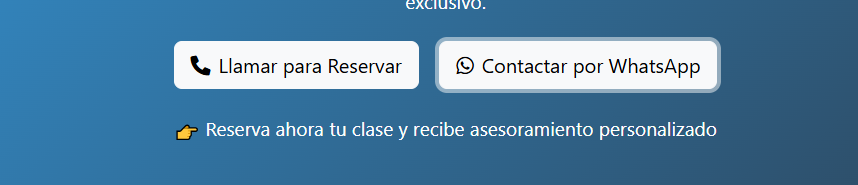 exclusivo.
Llamar para Reservar
Contactar por WhatsApp
👉 Reserva ahora tu clase y recibe asesoramiento personalizado